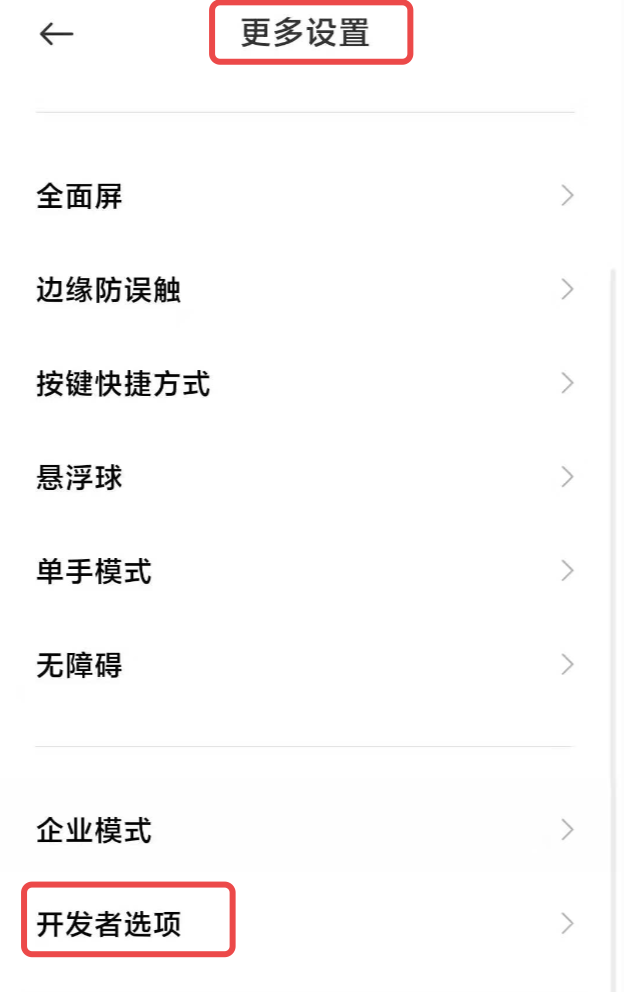 更多设置
全面屏
边缘防误触
按键快捷方式
悬浮球
单手模式
无障碍
企业模式
开发者选项